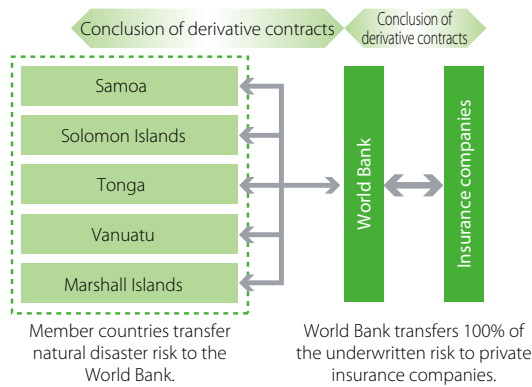 Conclusion of derivative contracts
Conclusion of
derivative contracts
Samoa
Solomon Islands
Tonga
Vanuatu
Marshall Islands
World Bank
Insurance companies
Member countries transfer
natural disaster risk to the
World Bank.
World Bank transfers 100% of
the underwritten risk to private
insurance companies.